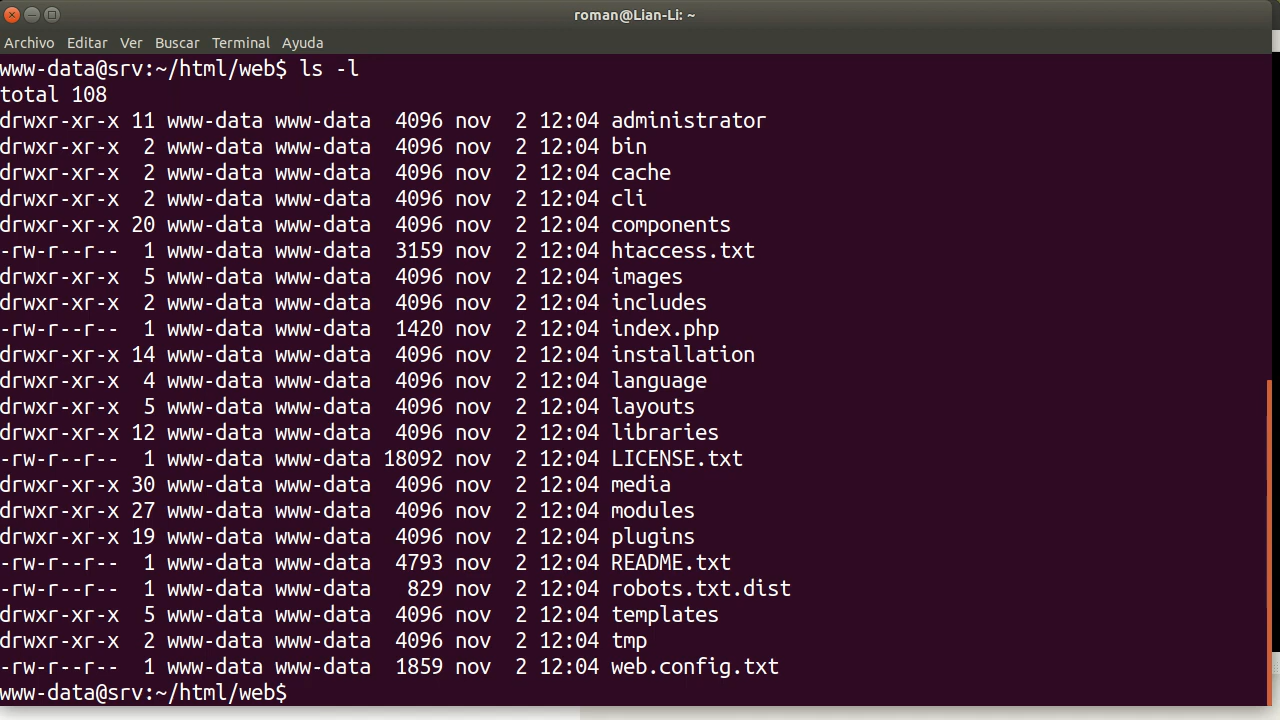 roman@Lian-Li: ~
Archivo Editar Ver Buscar Terminal Ayuda
www-data@srv:~/html/web$ ls -l
total 108
drwxr-xr-x 11 www-data www-data  4096 nov  2 12:04 administrator
drwxr-xr-x  2 www-data www-data  4096 nov  2 12:04 bin
drwxr-xr-x  2 www-data www-data  4096 nov  2 12:04 cache
drwxr-xr-x  2 www-data www-data  4096 nov  2 12:04 cli
drwxr-xr-x 20 www-data www-data  4096 nov  2 12:04 components
-rw-r--r--  1 www-data www-data  3159 nov  2 12:04 htaccess.txt
drwxr-xr-x  5 www-data www-data  4096 nov  2 12:04 images
drwxr-xr-x  2 www-data www-data  4096 nov  2 12:04 includes
-rw-r--r--  1 www-data www-data  1420 nov  2 12:04 index.php
drwxr-xr-x 14 www-data www-data  4096 nov  2 12:04 installation
drwxr-xr-x  4 www-data www-data  4096 nov  2 12:04 language
drwxr-xr-x  5 www-data www-data  4096 nov  2 12:04 layouts
drwxr-xr-x 12 www-data www-data  4096 nov  2 12:04 libraries
-rw-r--r--  1 www-data www-data 18092 nov  2 12:04 LICENSE.txt
drwxr-xr-x 30 www-data www-data  4096 nov  2 12:04 media
drwxr-xr-x 27 www-data www-data  4096 nov  2 12:04 modules
drwxr-xr-x 19 www-data www-data  4096 nov  2 12:04 plugins
-rw-r--r--  1 www-data www-data  4793 nov  2 12:04 README.txt
-rw-r--r--  1 www-data www-data   829 nov  2 12:04 robots.txt.dist
drwxr-xr-x  5 www-data www-data  4096 nov  2 12:04 templates
drwxr-xr-x  2 www-data www-data  4096 nov  2 12:04 tmp
-rw-r--r--  1 www-data www-data  1859 nov  2 12:04 web.config.txt
www-data@srv:~/html/web$